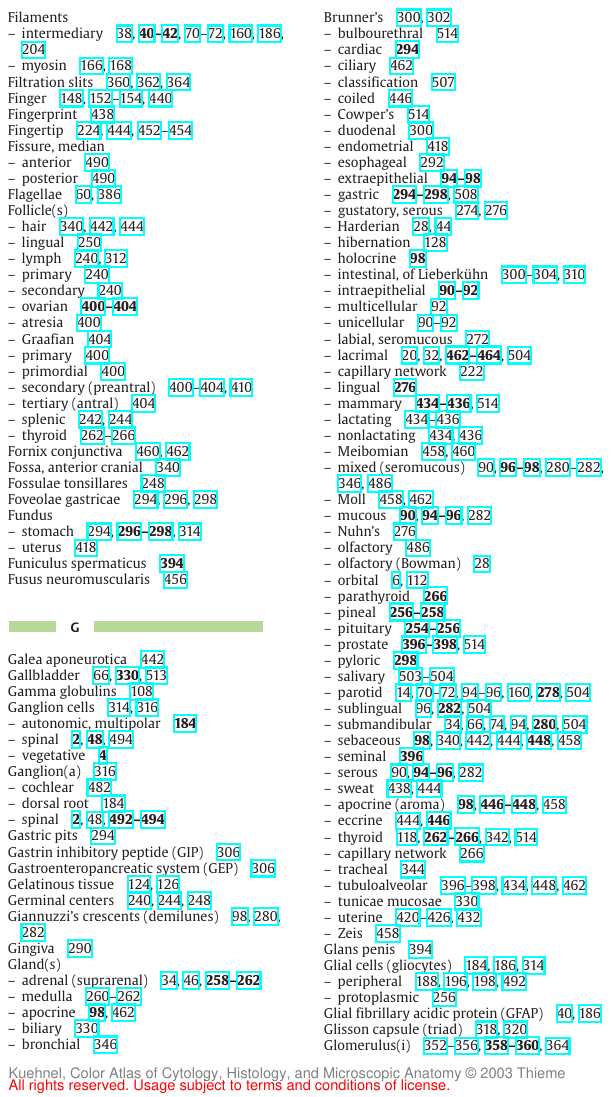 Filaments
– intermediary 38, 40–42, 70–72, 160, 186,
204
– myosin 166, 168
Filtration slits 360, 362, 364
Finger 148, 152–154, 440
Fingerprint 438
Fingertip 224, 444, 452–454
Fissure, median
– anterior 490
– posterior 490
Flagellae 60, 386
Follicle(s)
– hair 340, 442, 444
– lingual 250
– lymph 240, 312
– primary 240
– secondary 240
– ovarian 400–404
– atresia 400
– Graafian 404
– primary 400
– primordial 400
– secondary (preantral) 400–404, 410
– tertiary (antral) 404
– splenic 242, 244
– thyroid 262–266
Fornix conjunctiva 460, 462
Fossa, anterior cranial 340
Fossulae tonsillares 248
Foveolae gastricae 294, 296, 298
Fundus
– stomach 294, 296–298, 314
– uterus 418
Funiculus spermaticus 394
Fusus neuromuscularis 456
G
Galea aponeurotica 442
Gallbladder 66, 330, 513
Gamma globulins 108
Ganglion cells 314, 316
– autonomic, multipolar 184
– spinal 2, 48, 494
– vegetative 4
Ganglion(a) 316
– cochlear 482
– dorsal root 184
– spinal 2, 48, 492–494
Gastric pits 294
Gastrin inhibitory peptide (GIP) 306
Gastroenteropancreatic system (GEP) 306
Gelatinous tissue 124, 126
Germinal centers 240, 244, 248
Giannuzzi's crescents (demilunes) 98, 280,
282
Gingiva 290
Gland(s)
– adrenal (suprarenal) 34, 46, 258–262
– medulla 260–262
– apocrine 98, 462
– biliary 330
– bronchial 346
Brunner's 300, 302
– bulbourethral 514
– cardiac 294
– ciliary 462
– classification 507
– coiled 446
– Cowper's 514
– duodenal 300
– endometrial 418
– esophageal 292
– extraepithelial 94–98
– gastric 294–298, 508
– gustatory, serous 274, 276
– Harderian 28, 44
– hibernation 128
– holocrine 98
– intestinal, of Lieberkühn 300–304, 310
– intraepithelial 90–92
– multicellular 92
– unicellular 90–92
– labial, seromucous 272
– lacrimal 20, 32, 462–464, 504
– capillary network 222
– lingual 276
– mammary 434–436, 514
– lactating 434–436
– nonlactating 434, 436
– Meibomian 458, 460
– mixed (seromucous) 90, 96–98, 280–282,
346, 486
– Moll 458, 462
– mucous 90, 94–96, 282
– Nuhn's 276
– olfactory 486
– olfactory (Bowman) 28
– orbital 6, 112
– parathyroid 266
– pineal 256–258
– pituitary 254–256
– prostate 396–398, 514
– pyloric 298
– salivary 503–504
– parotid 14, 70–72, 94–96, 160, 278, 504
– sublingual 96, 282, 504
– submandibular 34, 66, 74, 94, 280, 504
– sebaceous 98, 340, 442, 444, 448, 458
– seminal 396
– serous 90, 94–96, 282
– sweat 438, 444
– apocrine (aroma) 98, 446–448, 458
– eccrine 444, 446
– thyroid 118, 262–266, 342, 514
– capillary network 266
– tracheal 344
– tubuloalveolar 396–398, 434, 448, 462
– tunicae mucosae 330
– uterine 420–426, 432
– Zeis 458
Glans penis 394
Glial cells (gliocytes) 184, 186, 314
– peripheral 188, 196, 198, 492
– protoplasmic 256
Glial fibrillary acidic protein (GFAP) 40, 186
Glisson capsule (triad) 318, 320
Glomerulus(i) 352–356, 358–360, 364
Kuehnel, Color Atlas of Cytology, Histology, and Microscopic Anatomy © 2003 Thieme
All rights reserved. Usage subject to terms and conditions of license.